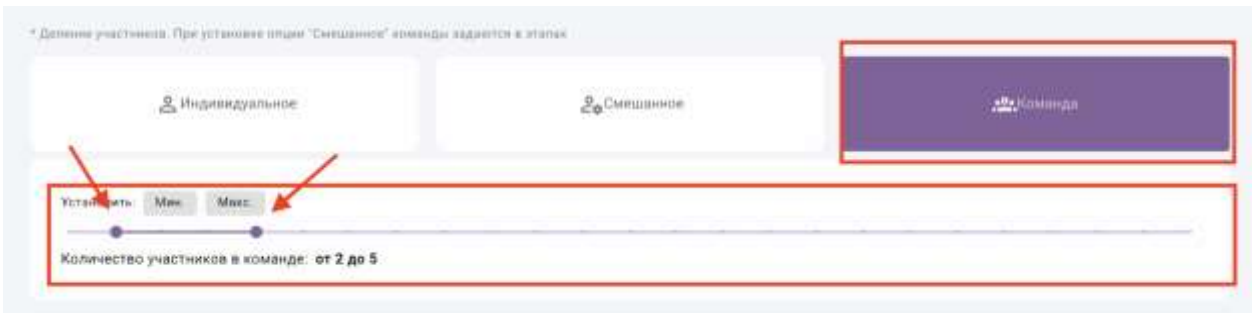 * Деление участников. При установке опции "Смешанное" команды задаются в этапах
Индивидуальное
Смешанное
Команда
Установить: Мин. Макс.
Количество участников в команде: от 2 до 5